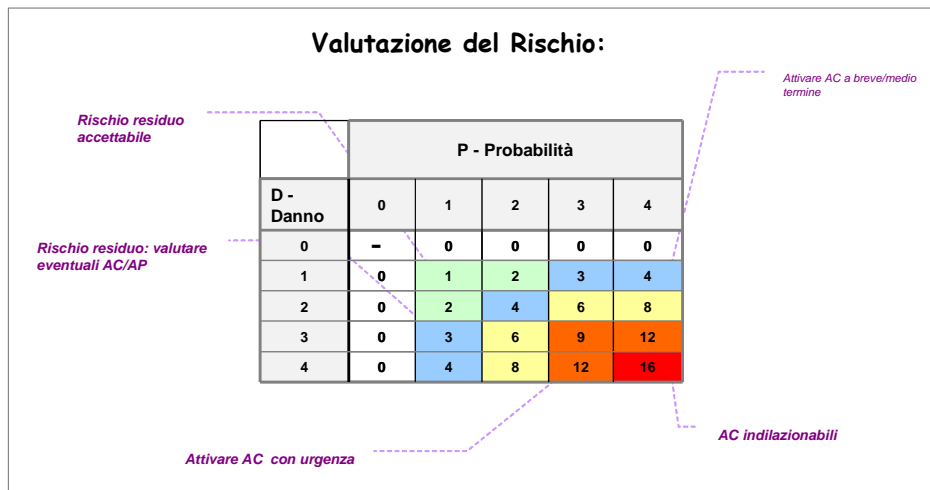 Valutazione del Rischio:
Attivare AC a breve/medio
termine
Rischio residuo
accettabile
P - Probabilità
D -
Danno
0 1 2 3 4
Rischio residuo: valutare
eventuali AC/AP
0 – 0 0 0 0
1 0 1 2 3 4
2 0 2 4 6 8
3 0 3 6 9 12
4 0 4 8 12 16
AC indilazionabili
Attivare AC con urgenza